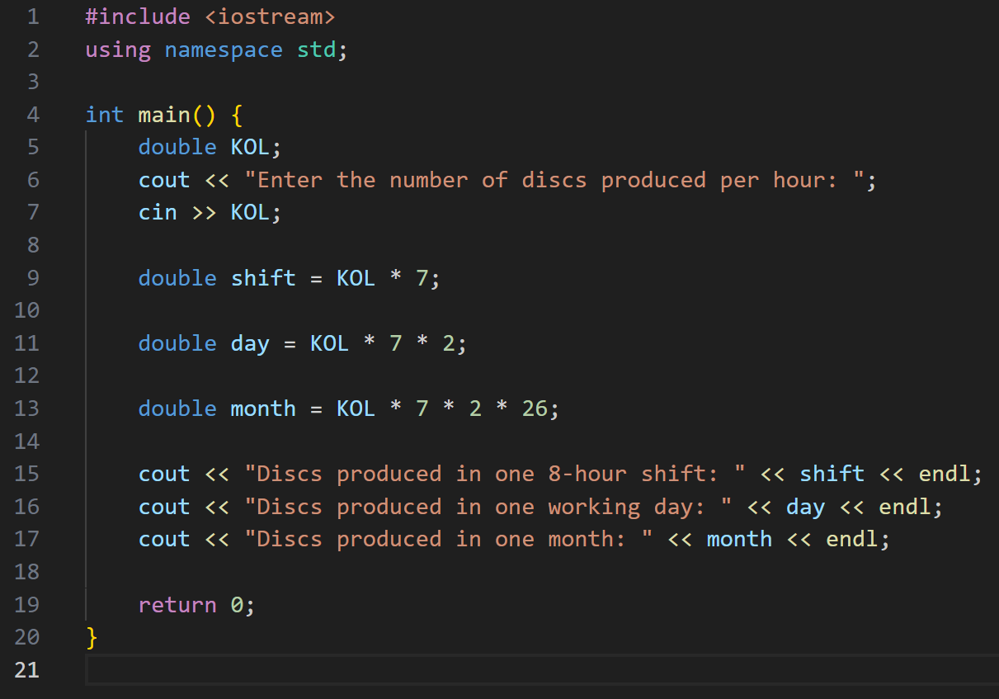 1 #include <iostream>
2 using namespace std;
3
4 int main() {
5     double KOL;
6     cout << "Enter the number of discs produced per hour: ";
7     cin >> KOL;
8
9     double shift = KOL * 7;
10
11     double day = KOL * 7 * 2;
12
13     double month = KOL * 7 * 2 * 26;
14
15     cout << "Discs produced in one 8-hour shift: " << shift << endl;
16     cout << "Discs produced in one working day: " << day << endl;
17     cout << "Discs produced in one month: " << month << endl;
18
19     return 0;
20 }
21